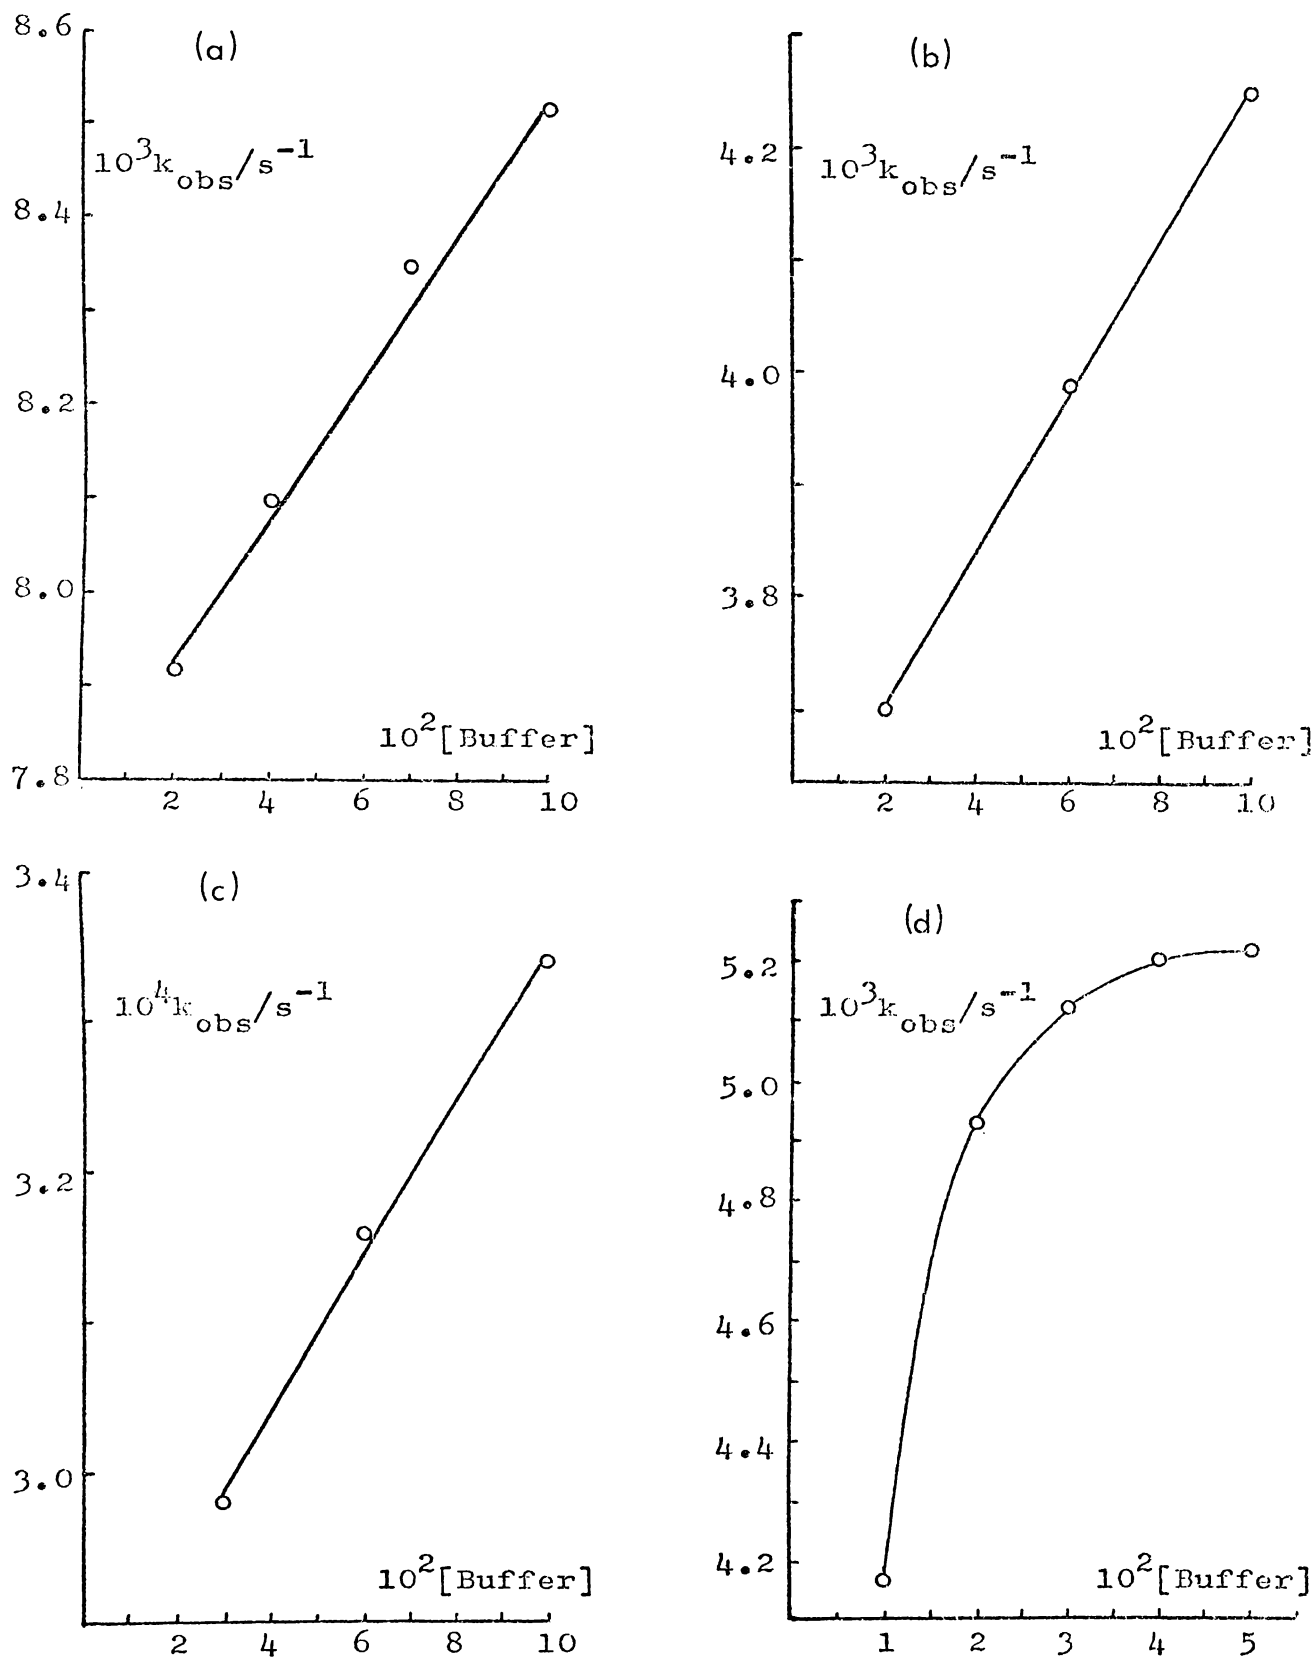 (a)
8.6
8.4
8.2
8.0
7.8
10³k_obs/s⁻¹
10²[Buffer]
2 4 6 8 10
(b)
4.2
4.0
3.8
10³k_obs/s⁻¹
10²[Buffer]
2 4 6 8 10
(c)
3.4
3.2
3.0
10⁴k_obs/s⁻¹
10²[Buffer]
2 4 6 8 10
(d)
5.2
5.0
4.8
4.6
4.4
4.2
10³k_obs/s⁻¹
10²[Buffer]
1 2 3 4 5